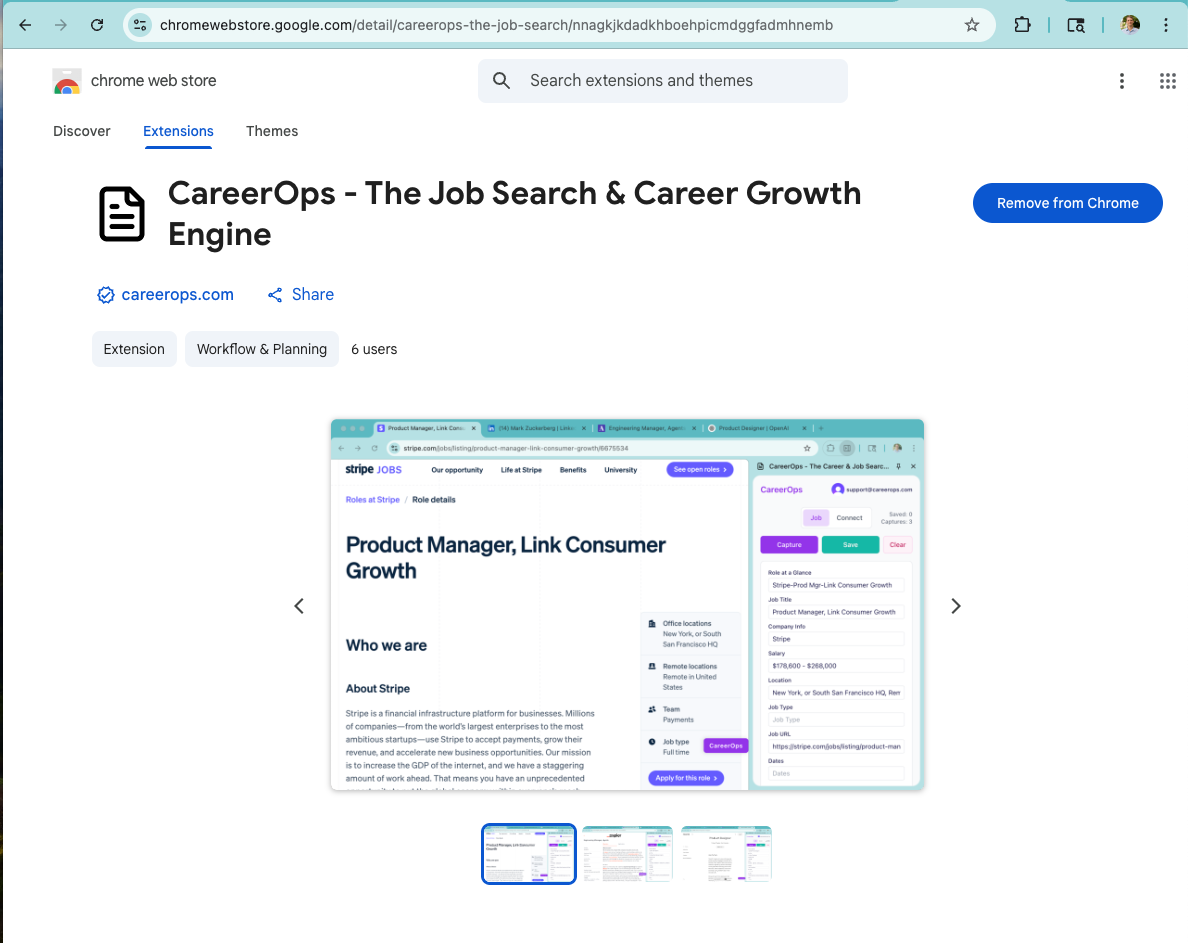 chromewebstore.google.com/detail/careerops-the-job-search/nnagkjkdadkhboehpicmdggfadmhnemb
chrome web store
Search extensions and themes
Discover
Extensions
Themes
CareerOps - The Job Search & Career Growth
Engine
Remove from Chrome
careerops.com
Share
Extension
Workflow & Planning
6 users
Product Manager, Link Cons
(14) Mark Zuckerberg | Linke
Engineering Manager, Agen
Product Designer | OpenAI
stripe.com/jobs/listing/product-manager-link-consumer-growth/6675534
stripe JOBS
Our opportunity
Life at Stripe
Benefits
University
See open roles
Roles at Stripe / Role details
Product Manager, Link Consumer
Growth
Who we are
About Stripe
Stripe is a financial infrastructure platform for businesses. Millions
of companies—from the world's largest enterprises to the most
ambitious startups—use Stripe to accept payments, grow their
revenue, and accelerate new business opportunities. Our mission
is to increase the GDP of the internet, and we have a staggering
amount of work ahead. That means you have an unprecedented
Office locations
New York, or South
San Francisco HQ
Remote locations
Remote in United
States
Team
Payments
Job type
Full time
CareerOps
Apply for this role
CareerOps - The Career & Job Searc...
CareerOps
support@careerops.com
Job
Connect
Saved: 0
Captures: 3
Capture
Save
Clear
Role at a Glance
Stripe-Prod Mgr-Link Consumer Growth
Job Title
Product Manager, Link Consumer Growth
Company Info
Stripe
Salary
$178,600 - $268,000
Location
New York, or South San Francisco HQ, Rem
Job Type
Job Type
Job URL
https://stripe.com/jobs/listing/product-man
Dates
Dates